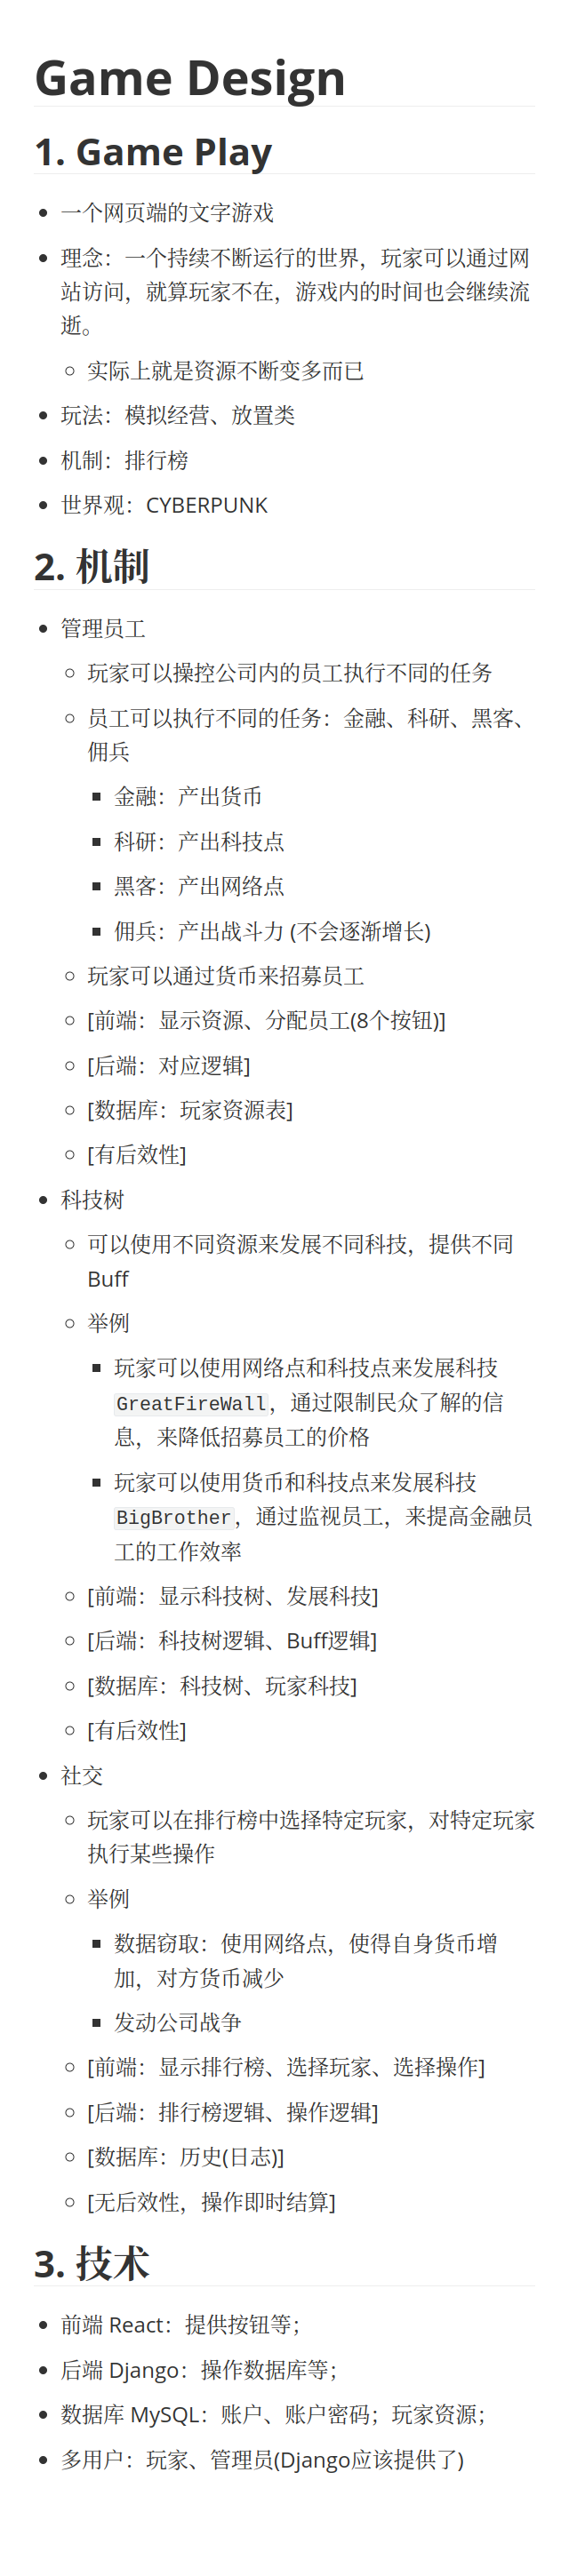 Game Design
1. Game Play
一个网页端的文字游戏
理念：一个持续不断运行的世界，玩家可以通过网
站访问，就算玩家不在，游戏内的时间也会继续流
逝。
实际上就是资源不断变多而已
玩法：模拟经营、放置类
机制：排行榜
世界观：CYBERPUNK
2. 机制
管理员工
玩家可以操控公司内的员工执行不同的任务
员工可以执行不同的任务：金融、科研、黑客、
佣兵
金融：产出货币
科研：产出科技点
黑客：产出网络点
佣兵：产出战斗力 (不会逐渐增长)
玩家可以通过货币来招募员工
[前端：显示资源、分配员工(8个按钮)]
[后端：对应逻辑]
[数据库：玩家资源表]
[有后效性]
科技树
可以使用不同资源来发展不同科技，提供不同
Buff
举例
玩家可以使用网络点和科技点来发展科技
GreatFireWall，通过限制民众了解的信
息，来降低招募员工的价格
玩家可以使用货币和科技点来发展科技
BigBrother，通过监视员工，来提高金融员
工的工作效率
[前端：显示科技树、发展科技]
[后端：科技树逻辑、Buff逻辑]
[数据库：科技树、玩家科技]
[有后效性]
社交
玩家可以在排行榜中选择特定玩家，对特定玩家
执行某些操作
举例
数据窃取：使用网络点，使得自身货币增
加，对方货币减少
发动公司战争
[前端：显示排行榜、选择玩家、选择操作]
[后端：排行榜逻辑、操作逻辑]
[数据库：历史(日志)]
[无后效性，操作即时结算]
3. 技术
前端 React：提供按钮等；
后端 Django：操作数据库等；
数据库 MySQL：账户、账户密码；玩家资源；
多用户：玩家、管理员(Django应该提供了)